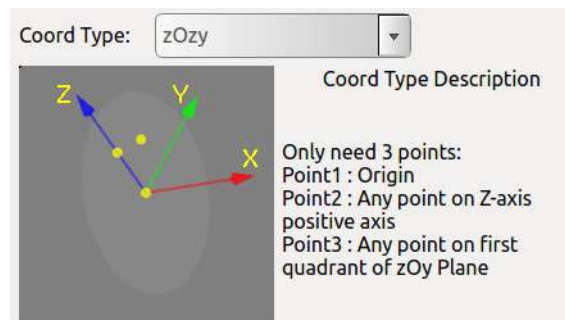 Coord Type: zOzy
Coord Type Description
Z
Y
X
Only need 3 points:
Point1 : Origin
Point2 : Any point on Z-axis
positive axis
Point3 : Any point on first
quadrant of zOy Plane